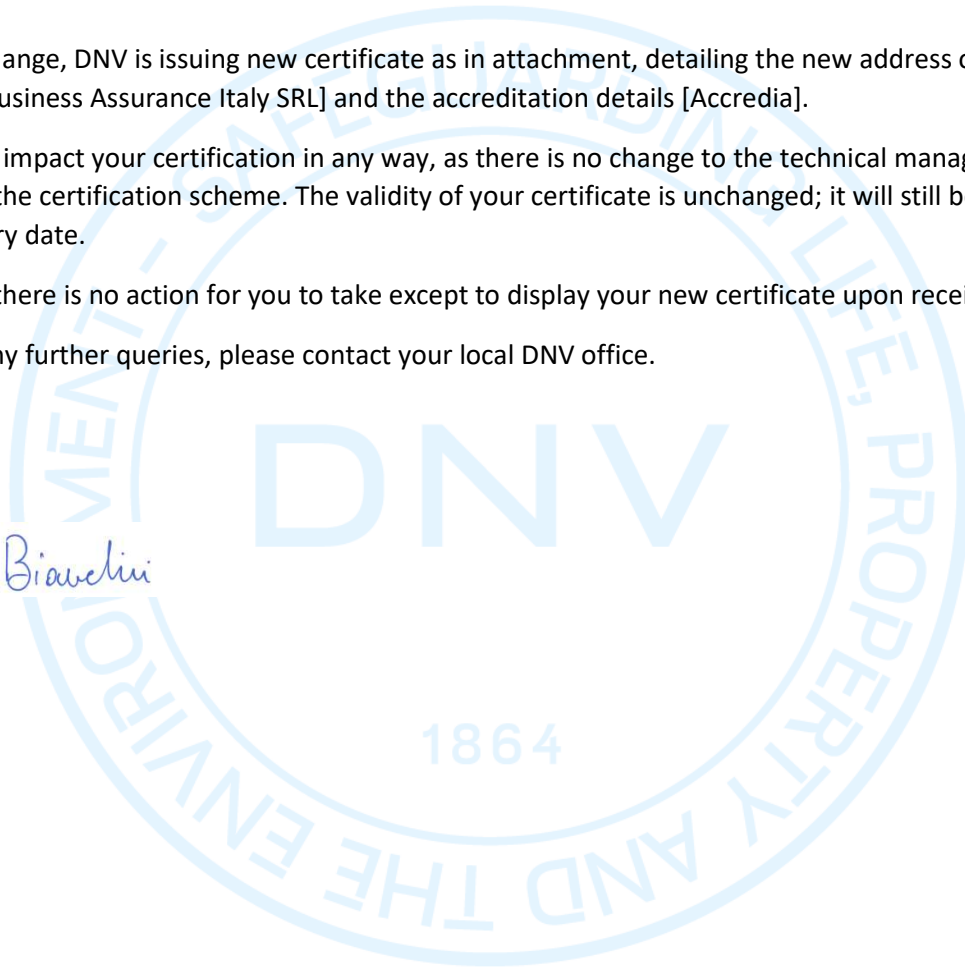 ange, DNV is issuing new certificate as in attachment, detailing the new address o
usiness Assurance Italy SRL] and the accreditation details [Accredia].
impact your certification in any way, as there is no change to the technical manag
the certification scheme. The validity of your certificate is unchanged; it will still b
ry date.
there is no action for you to take except to display your new certificate upon recei
ny further queries, please contact your local DNV office.
DNV
1864
SAFEGUARDING LIFE, PROPERTY AND THE ENVIRONMENT